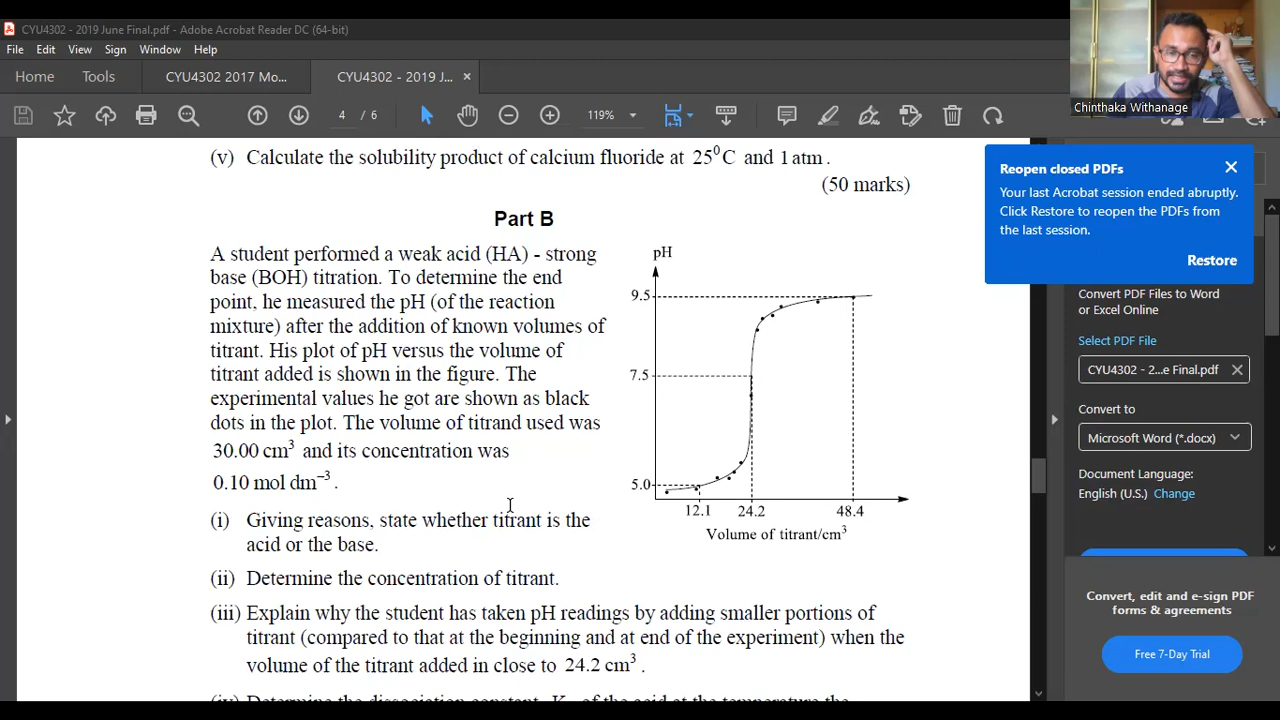 CYU4302 - 2019 June Final.pdf - Adobe Acrobat Reader DC (64-bit)
File Edit View Sign Window Help
Home Tools CYU4302 2017 Mo... CYU4302 - 2019 J... ×
4 / 6 119%
Chinthaka Withanage
(v) Calculate the solubility product of calcium fluoride at 25⁰C and 1 atm .
(50 marks)
Part B
A student performed a weak acid (HA) - strong
base (BOH) titration. To determine the end
point, he measured the pH (of the reaction
mixture) after the addition of known volumes of
titrant. His plot of pH versus the volume of
titrant added is shown in the figure. The
experimental values he got are shown as black
dots in the plot. The volume of titrand used was
30.00 cm³ and its concentration was
0.10 mol dm⁻³ .
pH
9.5
7.5
5.0
12.1 24.2 48.4
Volume of titrant/cm³
(i) Giving reasons, state whether titrant is the
acid or the base.
(ii) Determine the concentration of titrant.
(iii) Explain why the student has taken pH readings by adding smaller portions of
titrant (compared to that at the beginning and at end of the experiment) when the
volume of the titrant added in close to 24.2 cm³ .
Reopen closed PDFs
Your last Acrobat session ended abruptly.
Click Restore to reopen the PDFs from
the last session.
Restore
Convert PDF Files to Word
or Excel Online
Select PDF File
CYU4302 - 2...e Final.pdf
Convert to
Microsoft Word (*.docx)
Document Language:
English (U.S.) Change
Convert, edit and e-sign PDF
forms & agreements
Free 7-Day Trial